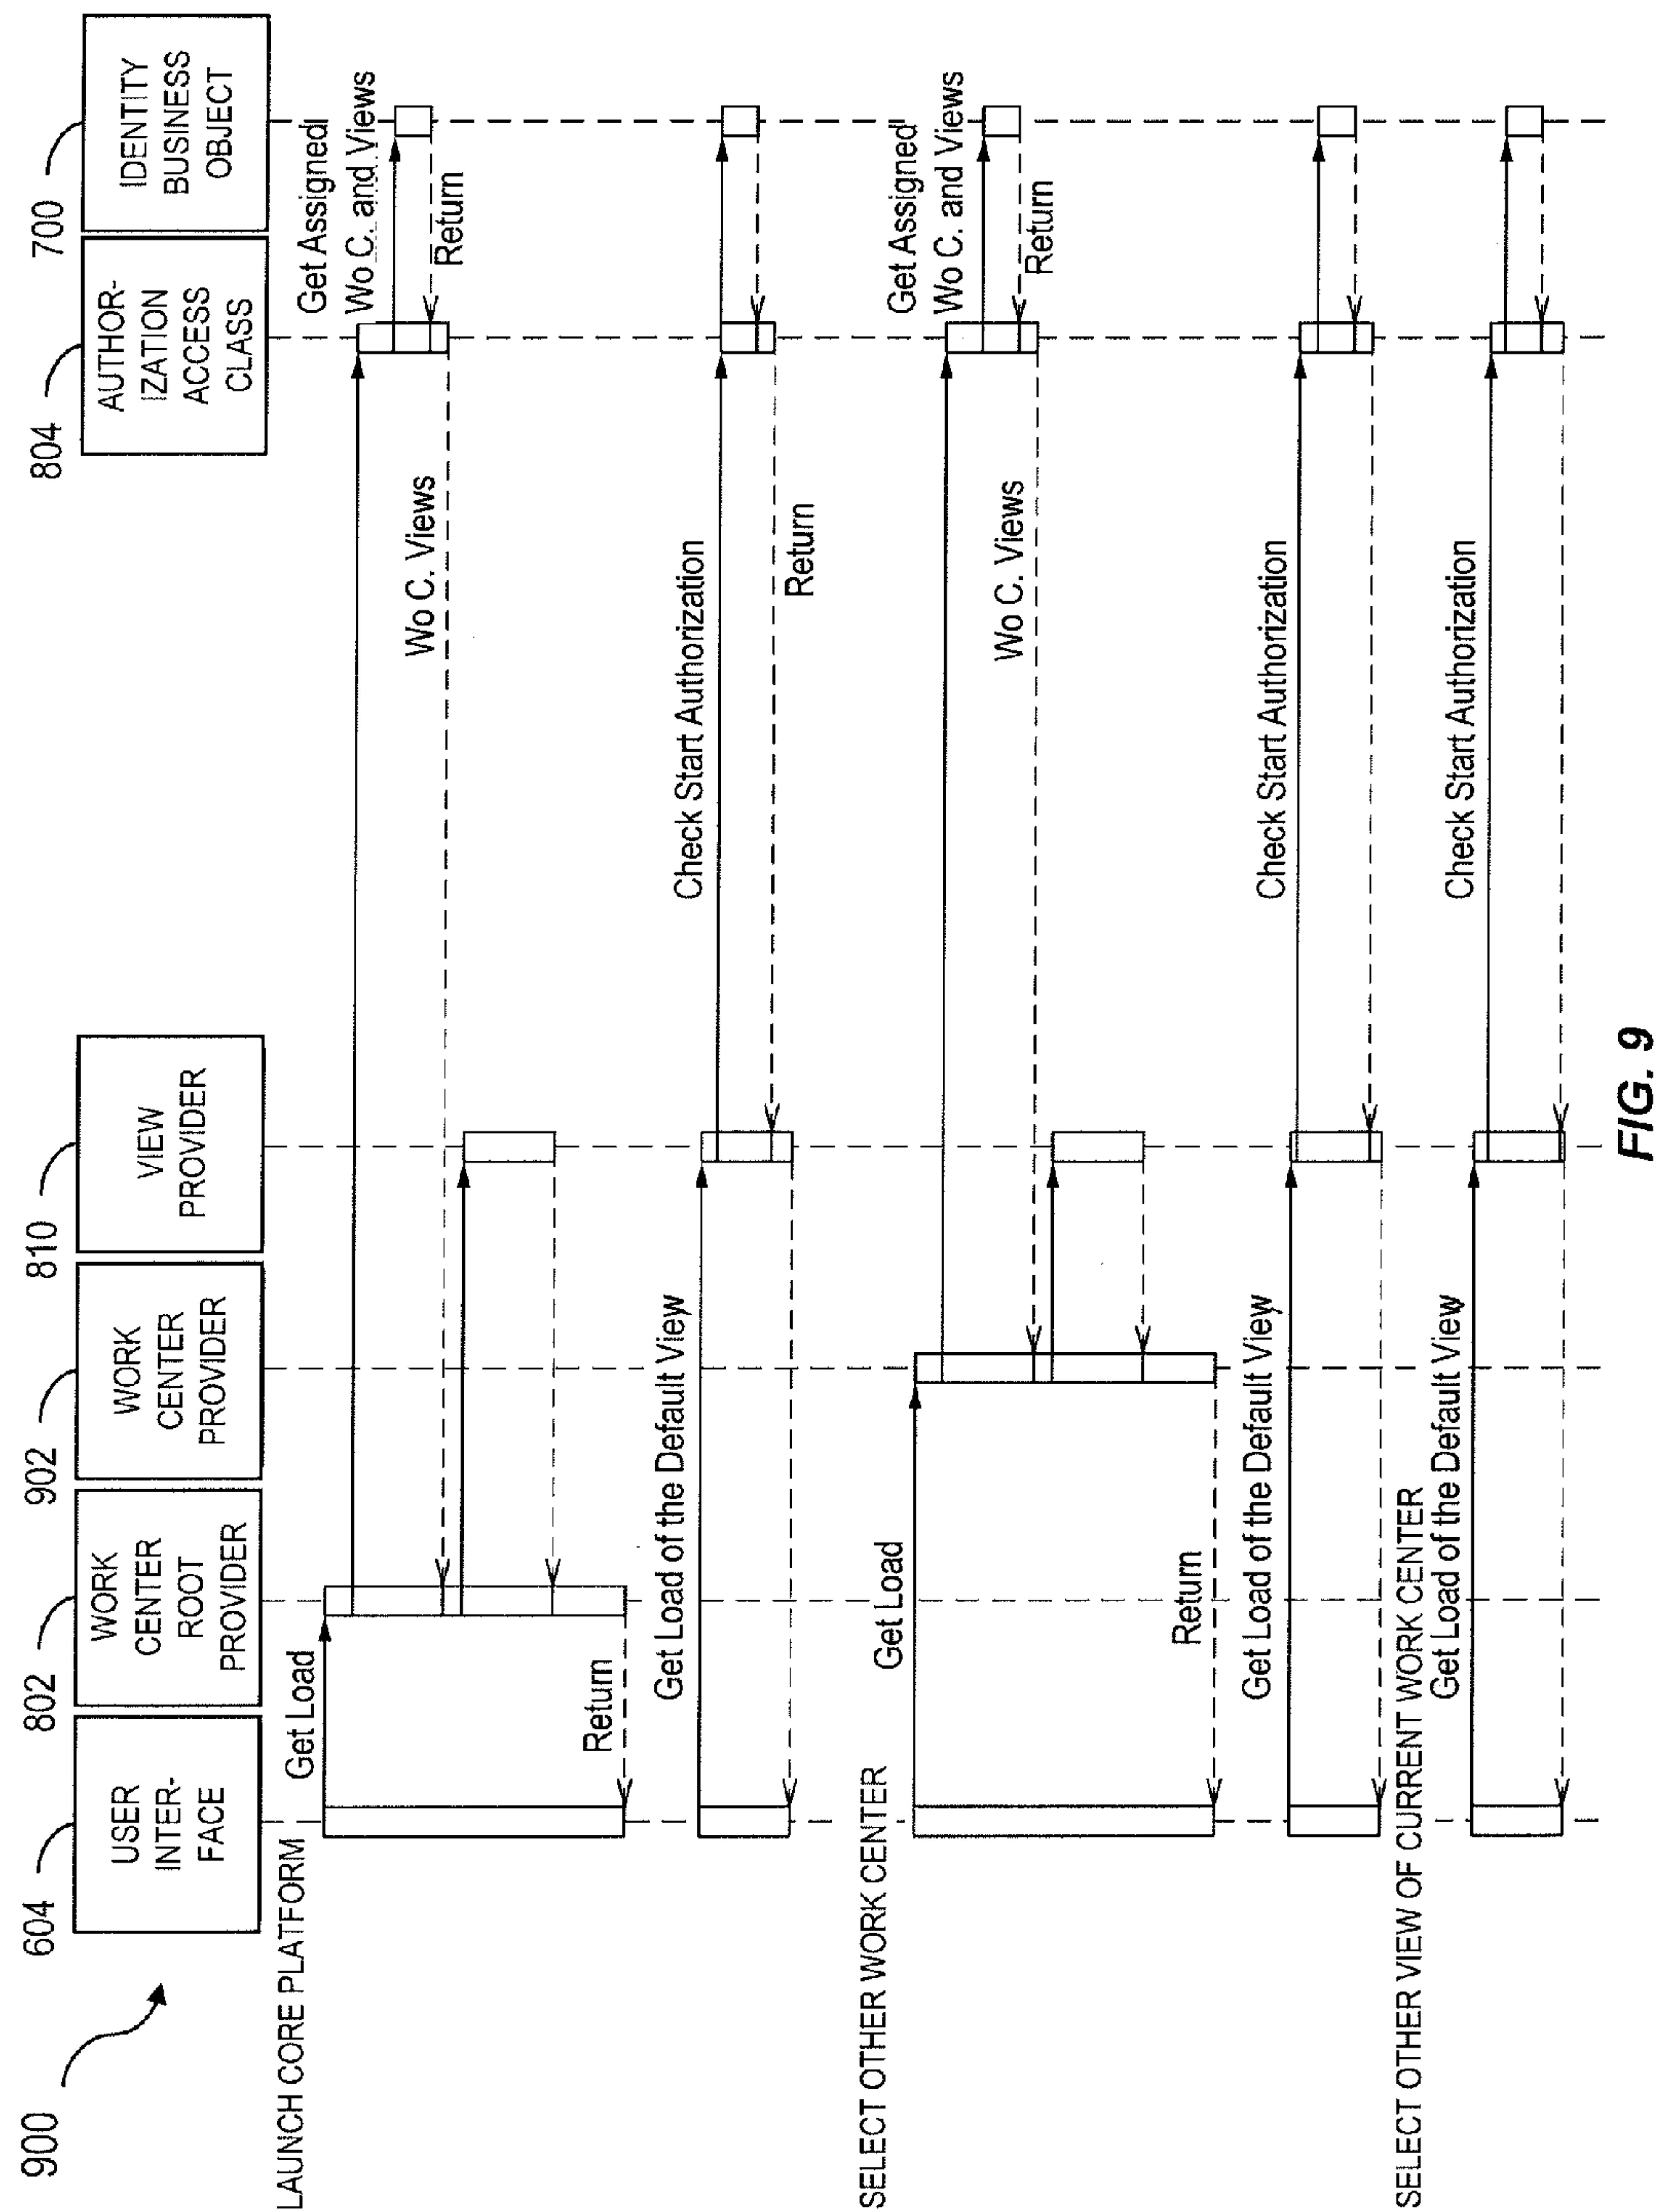 900
604
802
902
810
804
700
USER
INTER-
FACE
WORK
CENTER
ROOT
PROVIDER
WORK
CENTER
PROVIDER
VIEW
PROVIDER
AUTHOR-
IZATION
ACCESS
CLASS
IDENTITY
BUSINESS
OBJECT
LAUNCH CORE PLATFORM
Get Load
Get Assigned
Wo C. and Views
Wo C. Views
Return
Return
Get Load of the Default View
Check Start Authorization
Return
SELECT OTHER WORK CENTER
Get Load
Get Assigned
Wo C. and Views
Wo C. Views
Return
Return
Get Load of the Default View
Check Start Authorization
SELECT OTHER VIEW OF CURRENT WORK CENTER
Get Load of the Default View
Check Start Authorization
FIG. 9